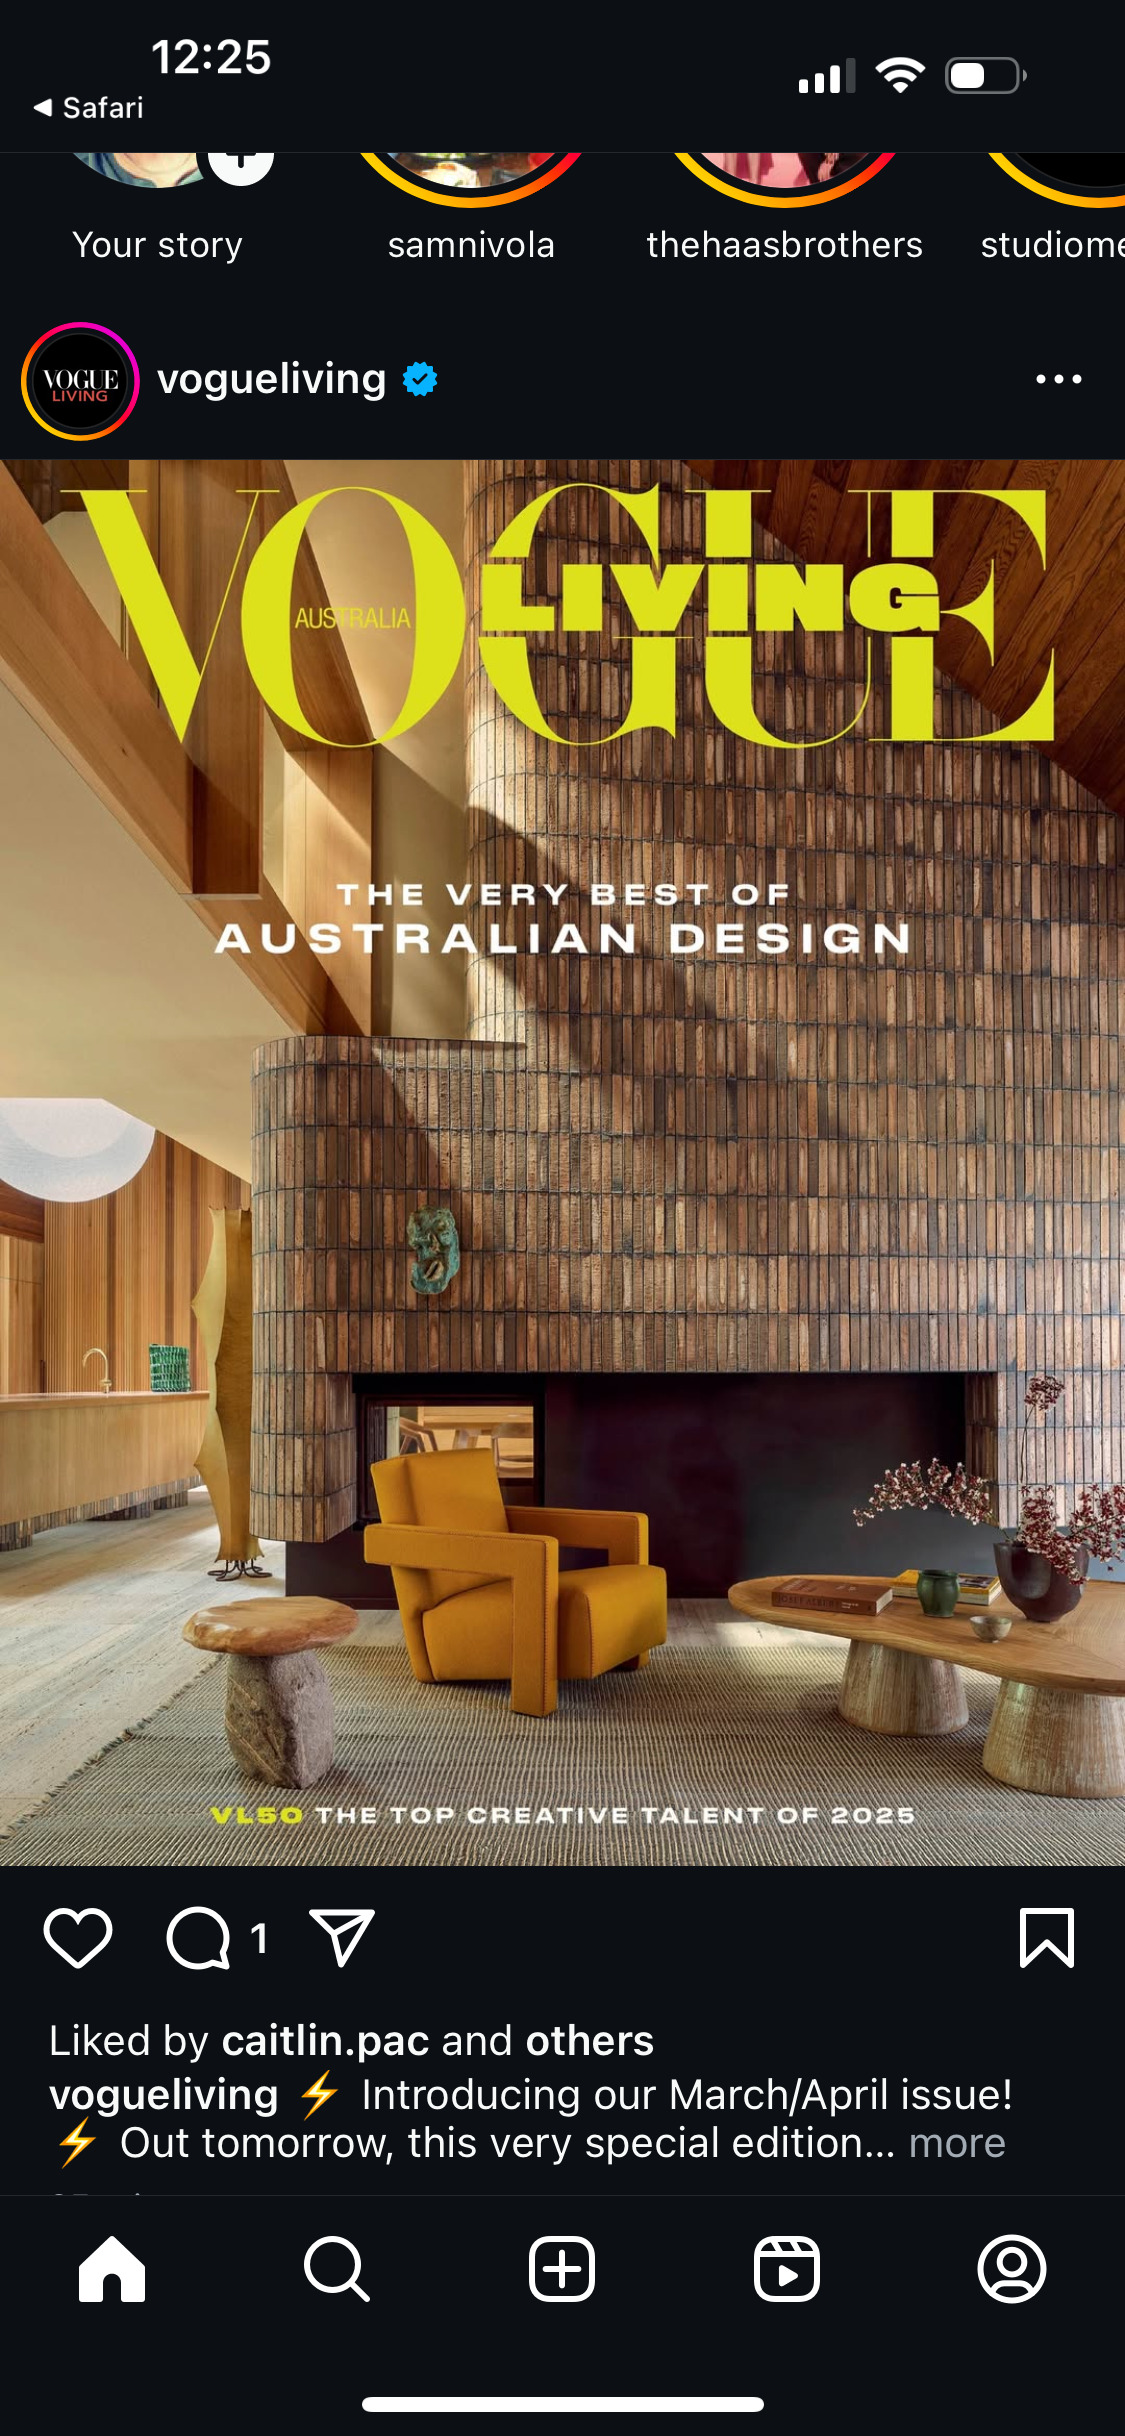 12:25
◀ Safari
Your story
samnivola
thehaasbrothers
studiome
VOGUE
LIVING
vogueliving
VOGUE
AUSTRALIA
LIVING
THE VERY BEST OF
AUSTRALIAN DESIGN
JOSEF ALBERS
VL50 THE TOP CREATIVE TALENT OF 2025
1
Liked by caitlin.pac and others
vogueliving ⚡ Introducing our March/April issue!
⚡ Out tomorrow, this very special edition... more